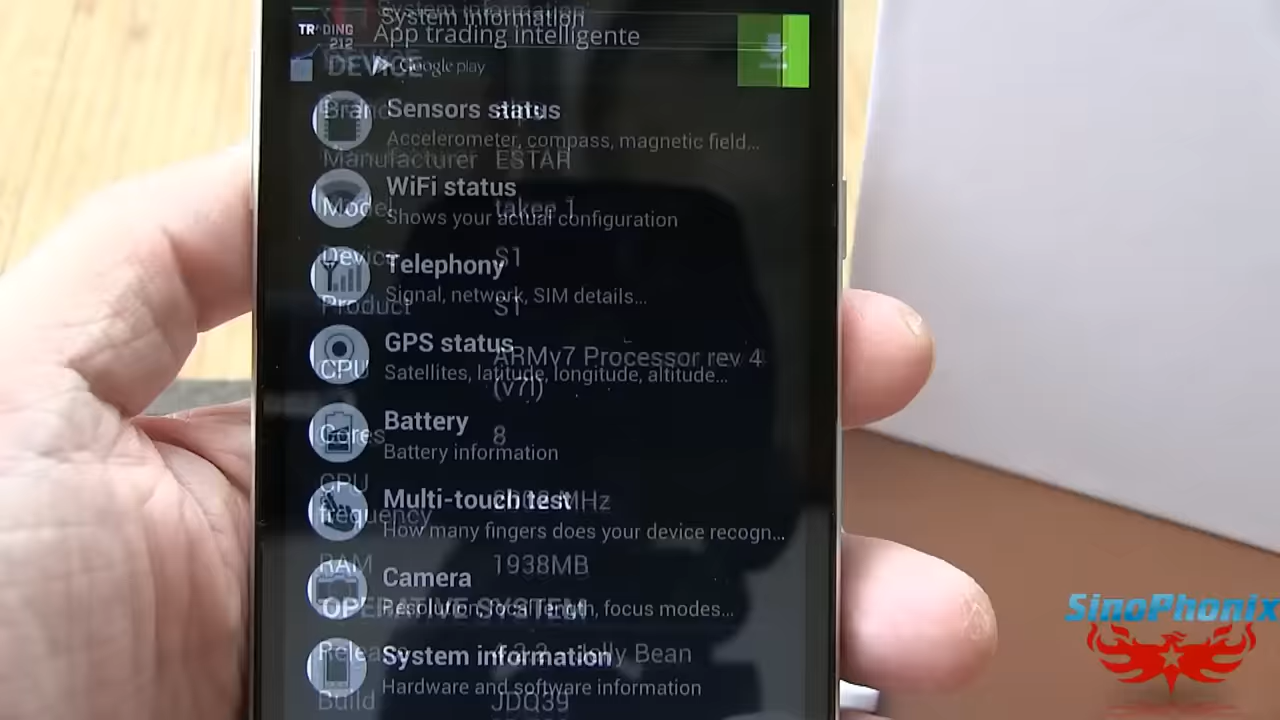 System information
TRADING
212
App trading intelligente
DEVICE
Google play
Brand
Sensors status
Accelerometer, compass, magnetic field...
Manufacturer ESTAR
WiFi status
Model takee 1
Shows your actual configuration
Device S1
Telephony
Signal, network, SIM details...
Product S1
GPS status
CPU ARMv7 Processor rev 4
(v7l)
Satellites, latitude, longitude, altitude...
Battery
Cores 8
Battery information
CPU
frequency MHz
Multi-touch test
How many fingers does your device recogn...
RAM 1938MB
Camera
Resolution, focal length, focus modes...
OPERATIVE SYSTEM
Release Jelly Bean
System information
Hardware and software information
Build JDQ39
SinoPhonix